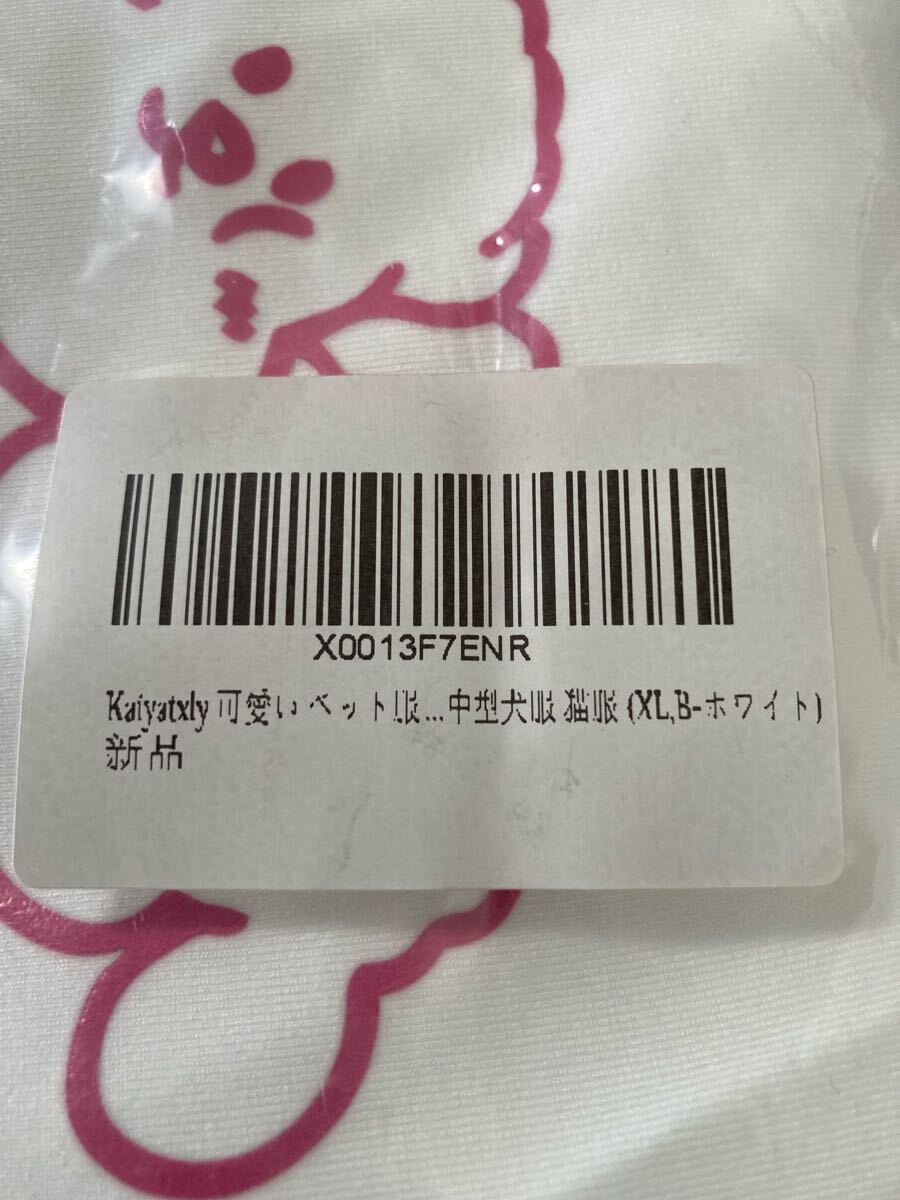 X0013F7ENR
Kaiyatxly 可愛い ペット服...中型犬服 猫服 (XL,B-ホワイト)
新品